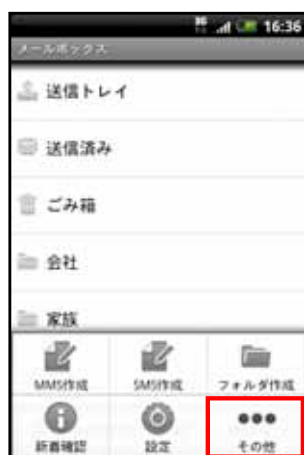 16:36
メールボックス
送信トレイ
送信済み
ごみ箱
会社
家族
MMS作成 SMS作成 フォルダ作成
新着確認 設定 その他